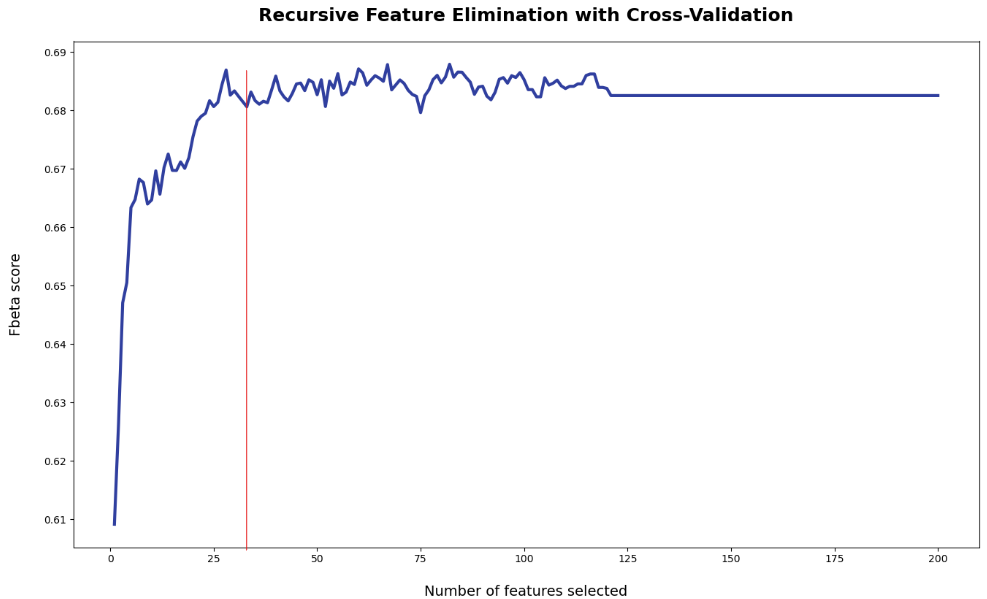 Recursive Feature Elimination with Cross-Validation
0.69
0.68
0.67
0.66
0.65
0.64
0.63
0.62
0.61
Fbeta score
0 25 50 75 100 125 150 175 200
Number of features selected